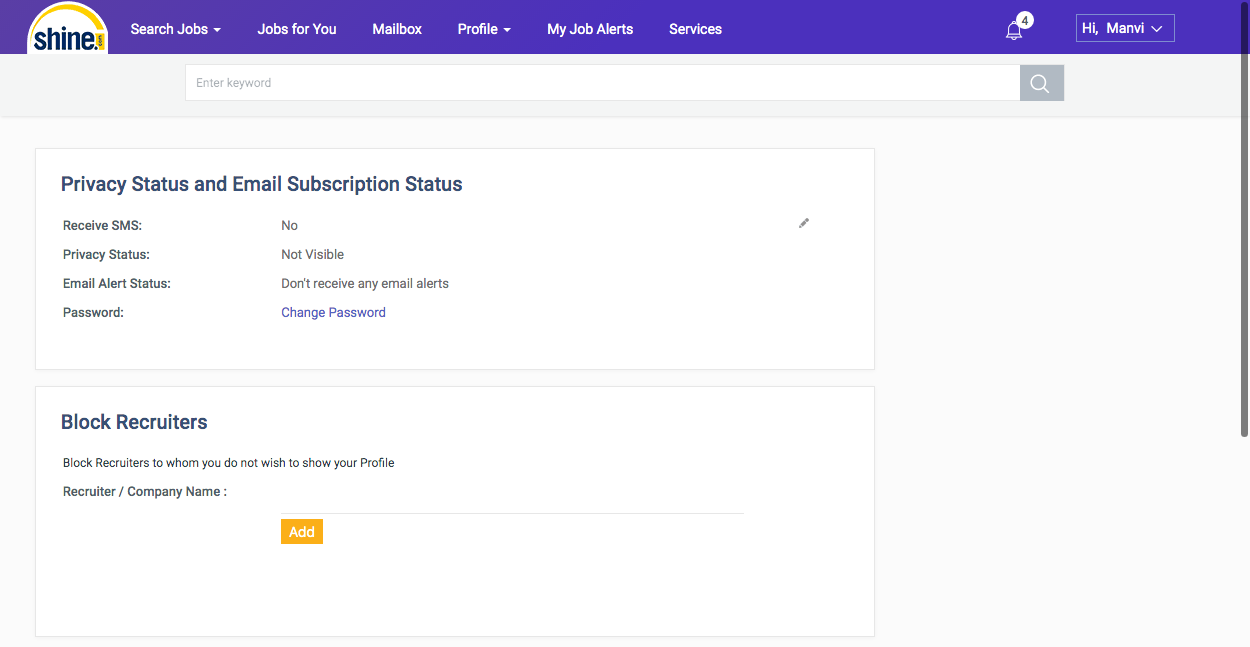 shine.com
Search Jobs
Jobs for You
Mailbox
Profile
My Job Alerts
Services
4
Hi, Manvi
Enter keyword
Privacy Status and Email Subscription Status
Receive SMS: No
Privacy Status: Not Visible
Email Alert Status: Don't receive any email alerts
Password: Change Password
Block Recruiters
Block Recruiters to whom you do not wish to show your Profile
Recruiter / Company Name :
Add